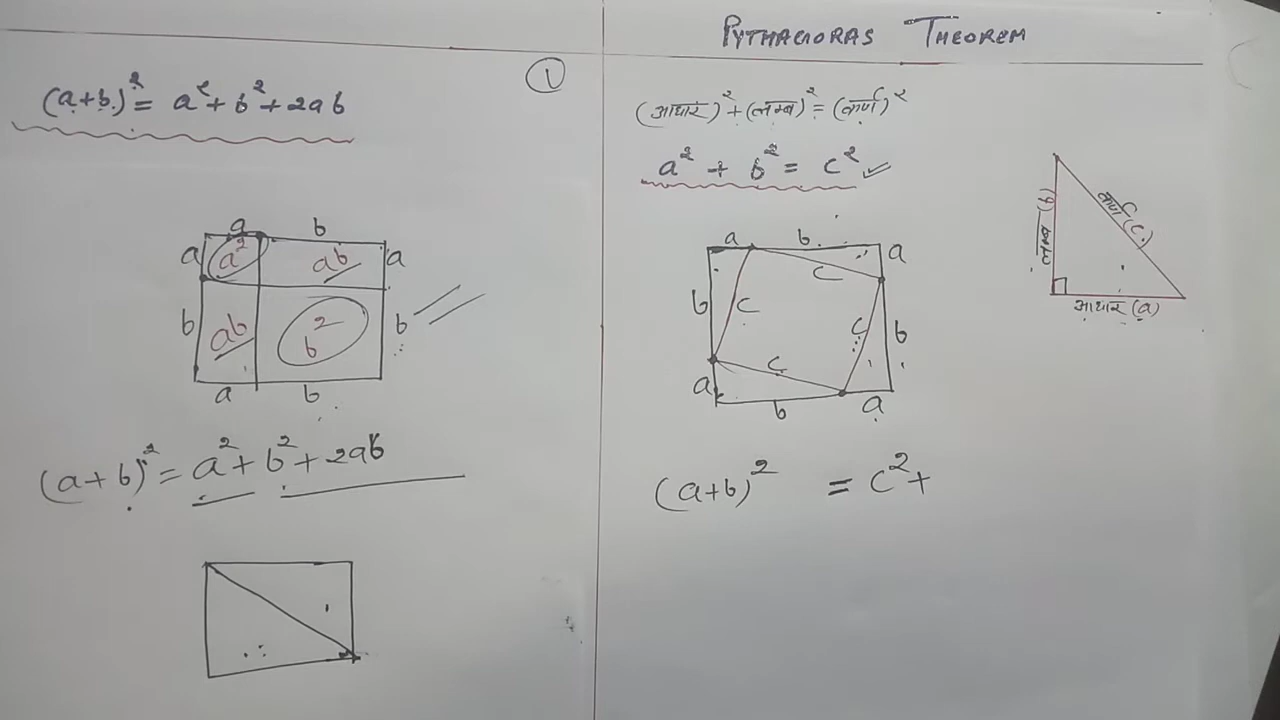 PYTHAGORAS THEOREM
①
(a+b)² = a² + b² + 2ab
a b
a a² ab a
b ab b² b
a b
(a+b)² = a² + b² + 2ab
(आधार)² + (लम्ब)² = (कर्ण)²
a² + b² = c² ✓
a b a
c
b c
c b
a c
b a
कर्ण (c)
लम्ब (b)
आधार (a)
(a+b)² = c² +